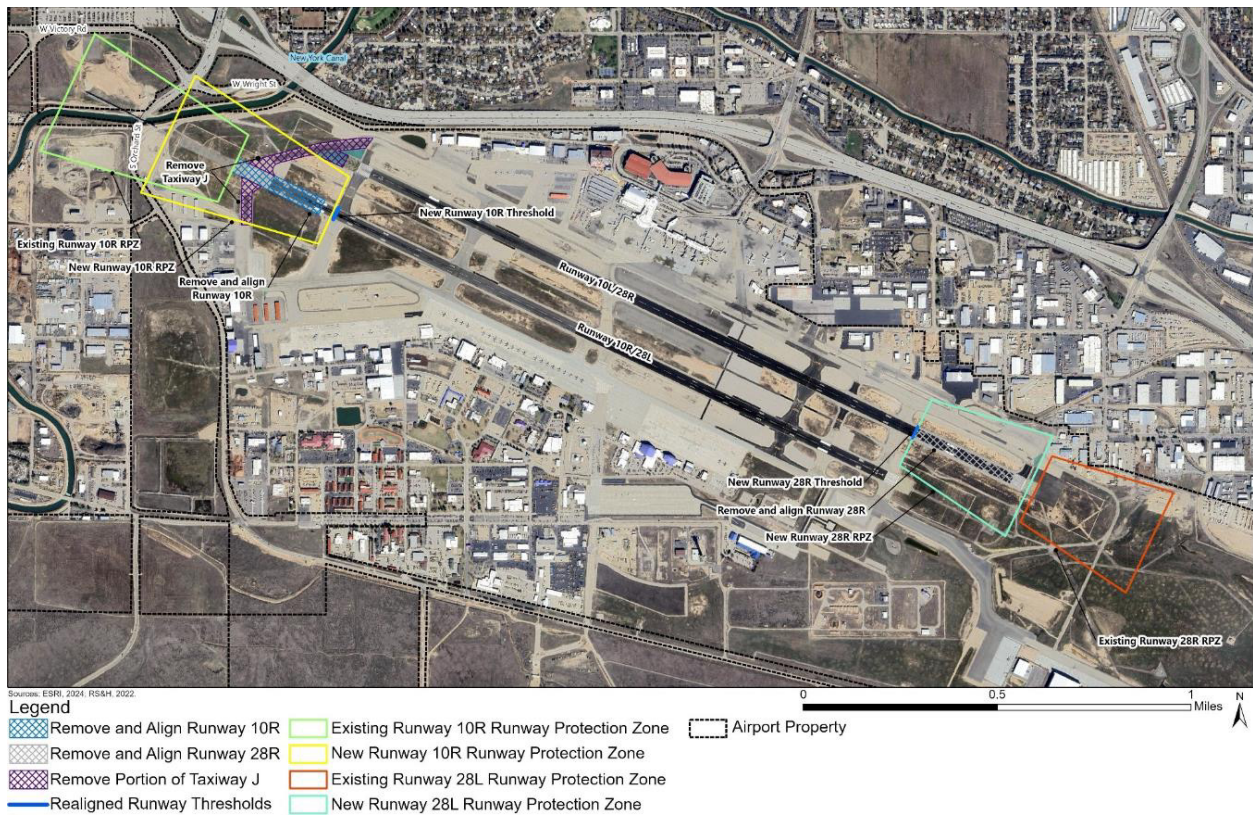 W Victory Rd
New York Canal
W Wright St
S Orchard St
Remove
Taxiway J
New Runway 10R Threshold
Existing Runway 10R RPZ
New Runway 10R RPZ
Remove and align
Runway 10R
Runway 10L/28R
Runway 10R/28L
New Runway 28R Threshold
Remove and align Runway 28R
New Runway 28R RPZ
Existing Runway 28R RPZ
Sources: ESRI, 2024, RS&H, 2022.
0 0.5 1
Miles
N
Legend
Remove and Align Runway 10R
Existing Runway 10R Runway Protection Zone
Airport Property
Remove and Align Runway 28R
New Runway 10R Runway Protection Zone
Remove Portion of Taxiway J
Existing Runway 28L Runway Protection Zone
Realigned Runway Thresholds
New Runway 28L Runway Protection Zone